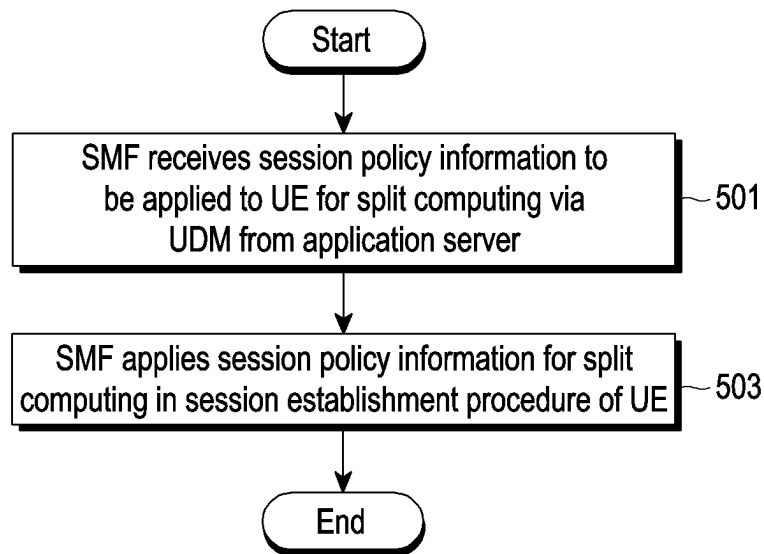 Start
SMF receives session policy information to
be applied to UE for split computing via
UDM from application server
501
SMF applies session policy information for split
computing in session establishment procedure of UE
503
End